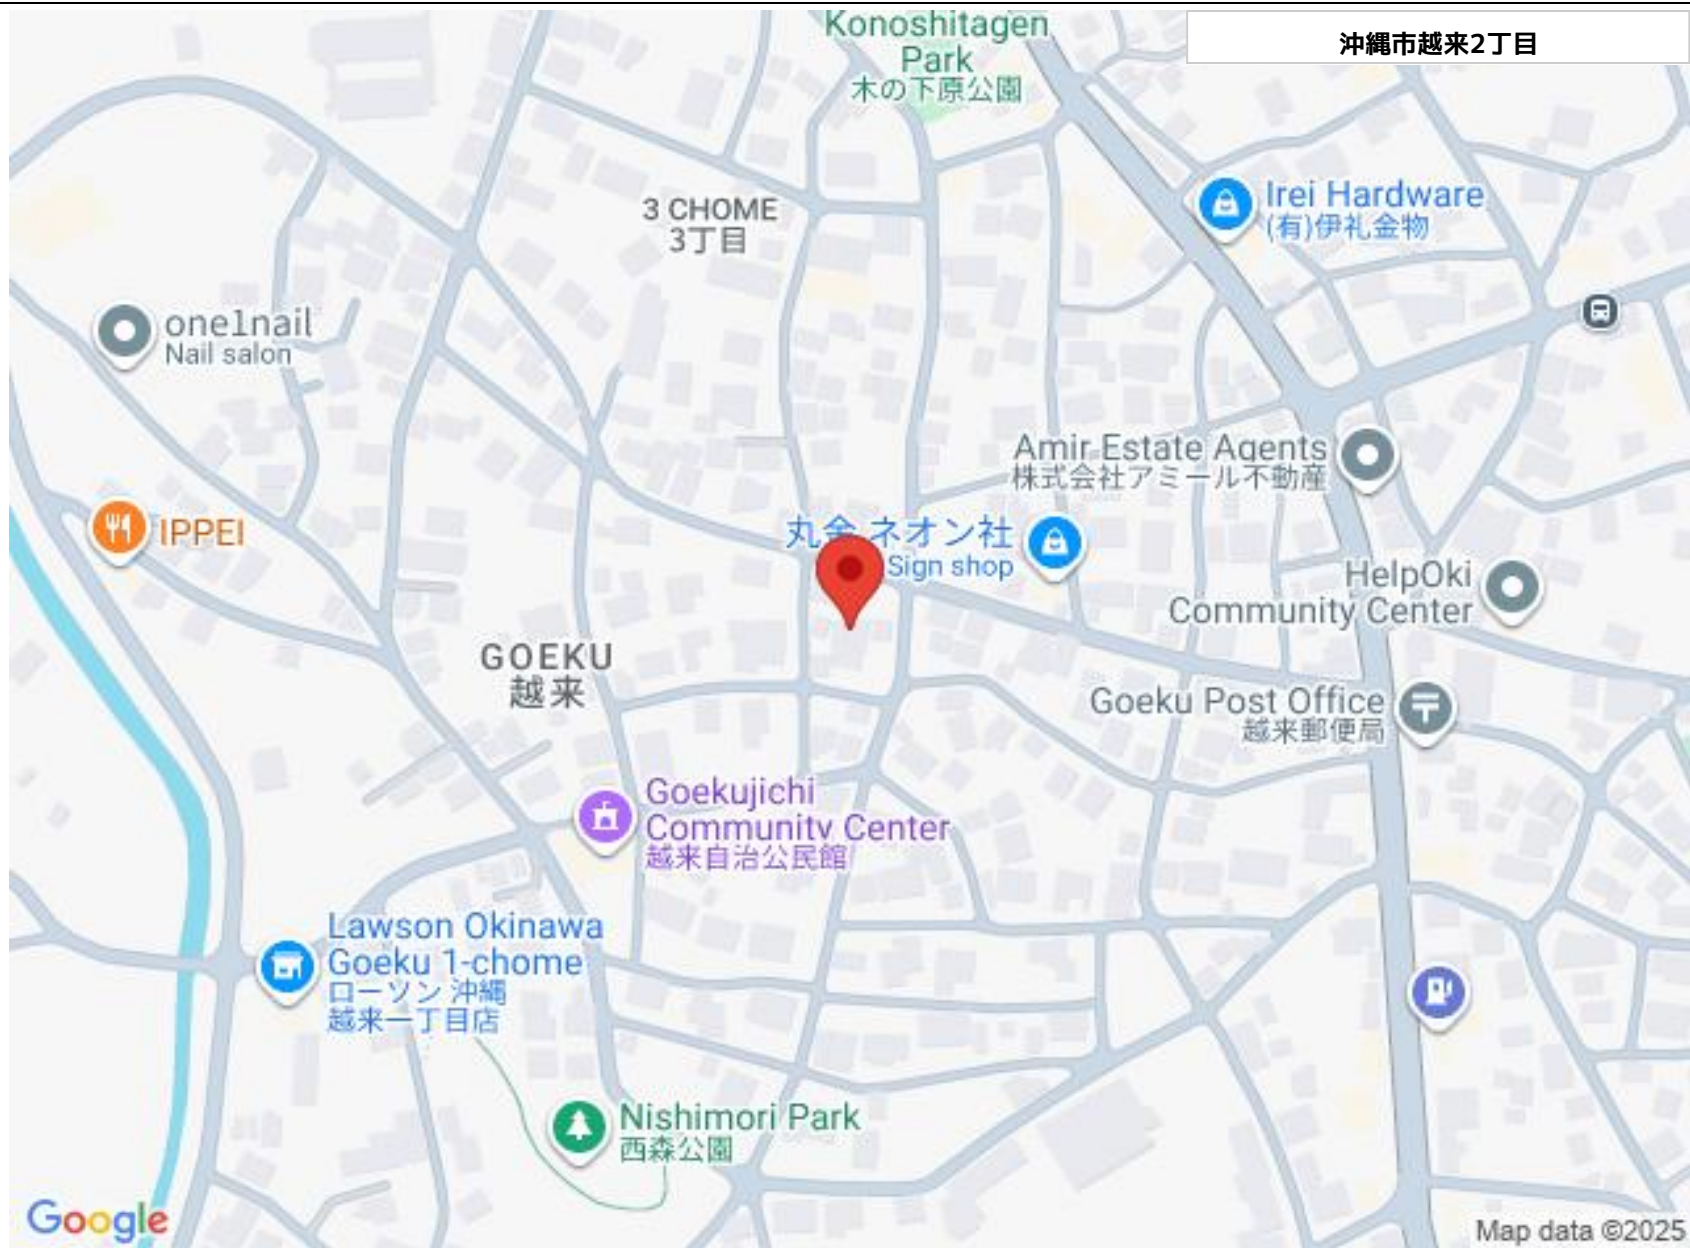 沖縄市越来2丁目
Konoshitagen
Park
木の下原公園
3 CHOME
3丁目
Irei Hardware
(有)伊礼金物
one1nail
Nail salon
Amir Estate Agents
株式会社アミール不動産
IPPEI
丸金 ネオン社
Sign shop
HelpOki
Community Center
GOEKU
越来
Goeku Post Office
越来郵便局
Goekujichi
Community Center
越来自治公民館
Lawson Okinawa
Goeku 1-chome
ローソン 沖縄
越来一丁目店
Nishimori Park
西森公園
Google
Map data ©2025